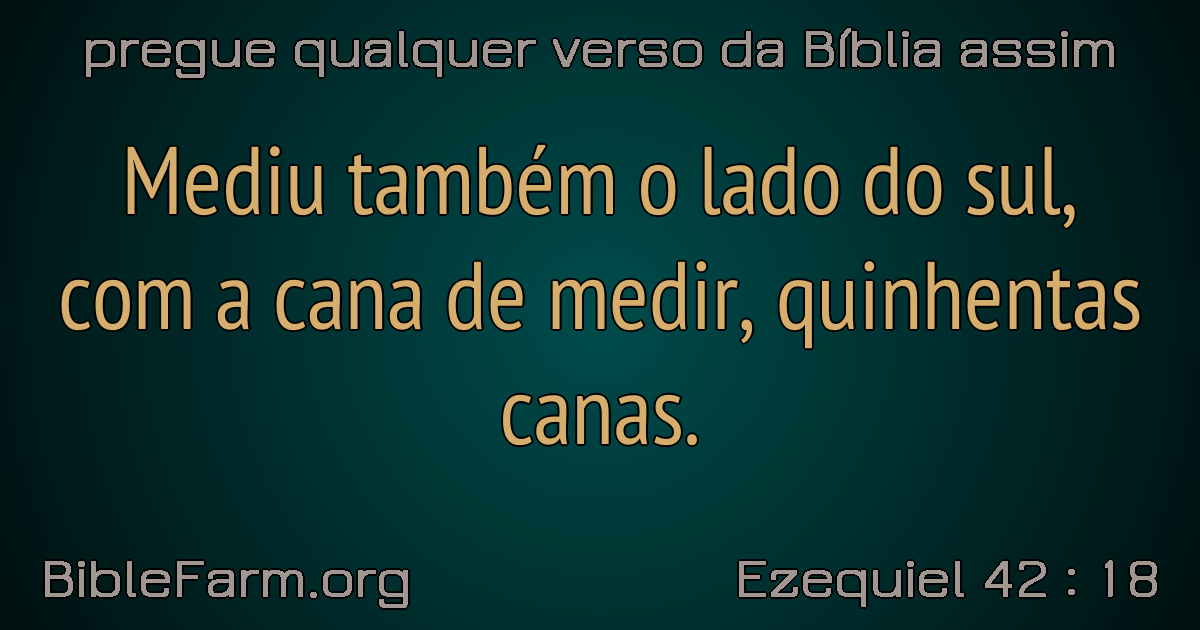 pregue qualquer verso da Bíblia assim
Mediu também o lado do sul,
com a cana de medir, quinhentas
canas.
BibleFarm.org
Ezequiel 42 : 18